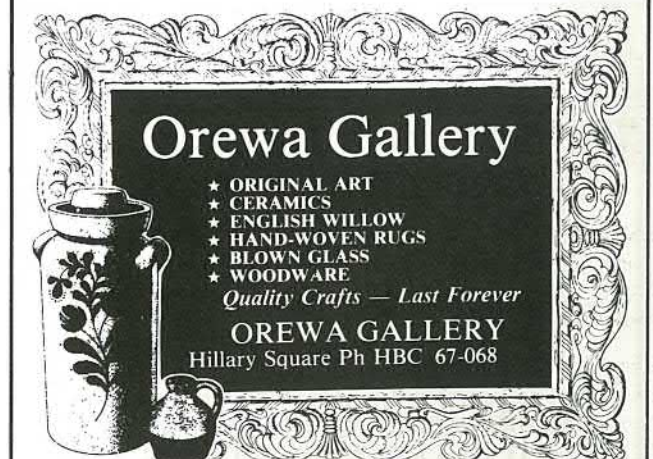 Orewa Gallery
★ ORIGINAL ART
★ CERAMICS
★ ENGLISH WILLOW
★ HAND-WOVEN RUGS
★ BLOWN GLASS
★ WOODWARE
Quality Crafts — Last Forever
OREWA GALLERY
Hillary Square Ph HBC 67-068